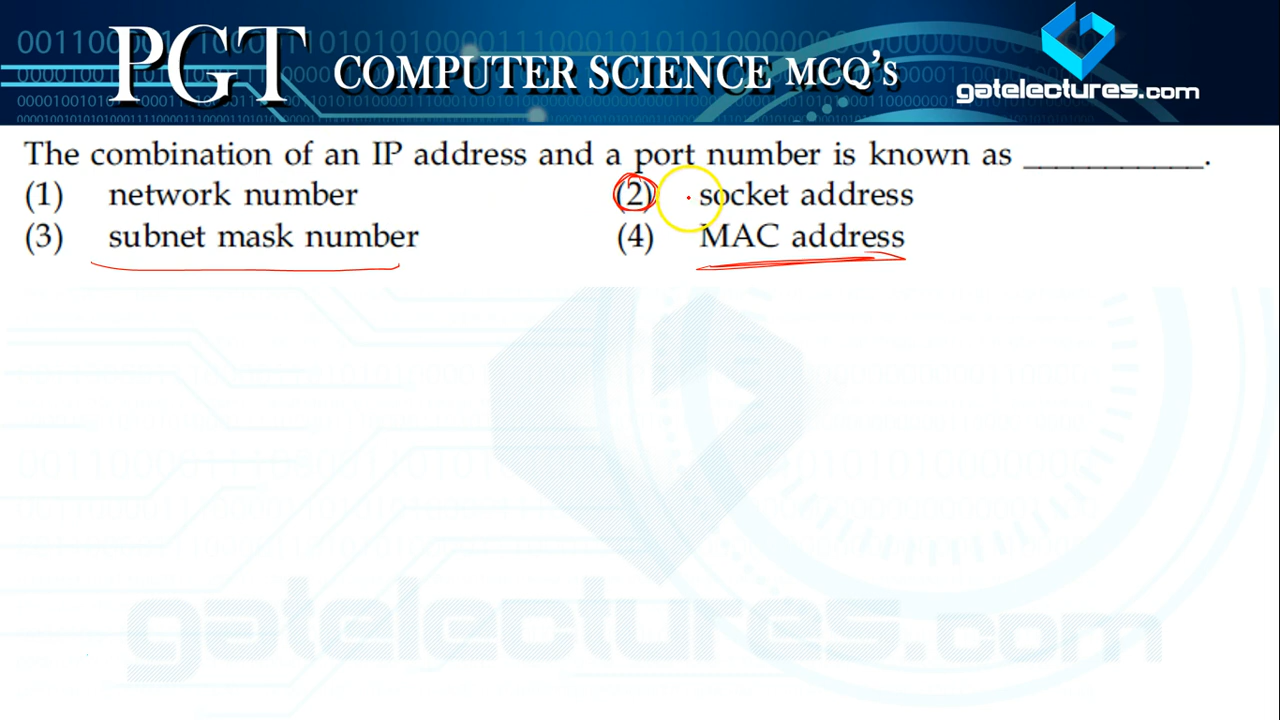 PGT COMPUTER SCIENCE MCQ's
gatelectures.com
The combination of an IP address and a port number is known as ___________.
(1) network number (2) socket address
(3) subnet mask number (4) MAC address
gatelectures.com